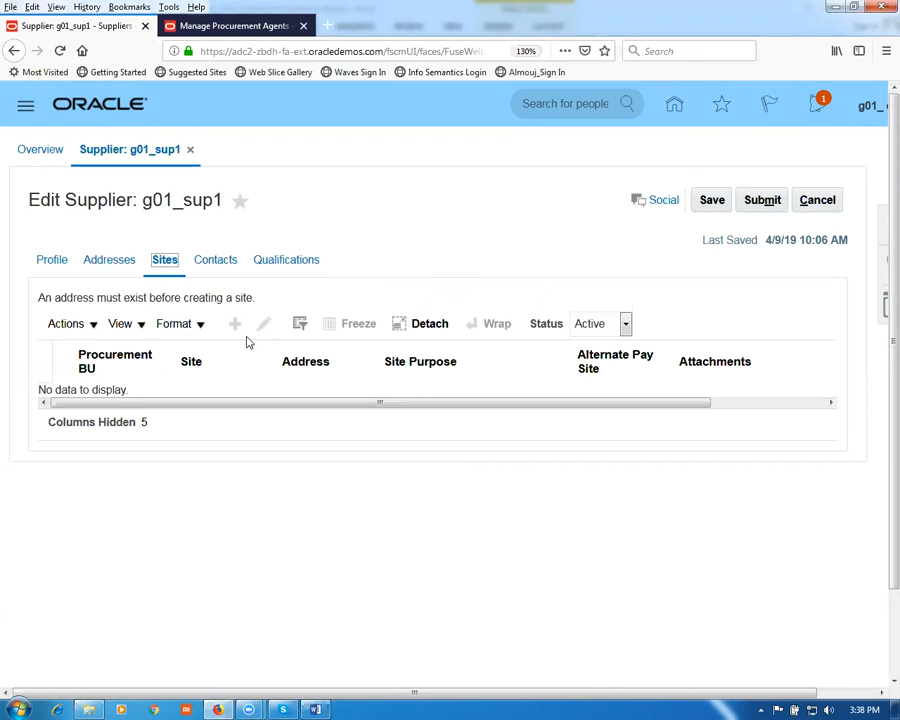 File Edit View History Bookmarks Tools Help
Supplier: g01_sup1 - Suppliers
Manage Procurement Agents
https://adc2-zbdh-fa-ext.oracledemos.com/fscmUI/faces/FuseWel
130%
Search
Most Visited Getting Started Suggested Sites Web Slice Gallery Waves Sign In Info Semantics Login Almouj_Sign In
ORACLE
Search for people
1
g01_
Overview
Supplier: g01_sup1
Edit Supplier: g01_sup1
Social
Save
Submit
Cancel
Last Saved 4/9/19 10:06 AM
Profile
Addresses
Sites
Contacts
Qualifications
An address must exist before creating a site.
Actions View Format Freeze Detach Wrap Status Active
Procurement BU
Site
Address
Site Purpose
Alternate Pay Site
Attachments
No data to display.
Columns Hidden 5
3:38 PM